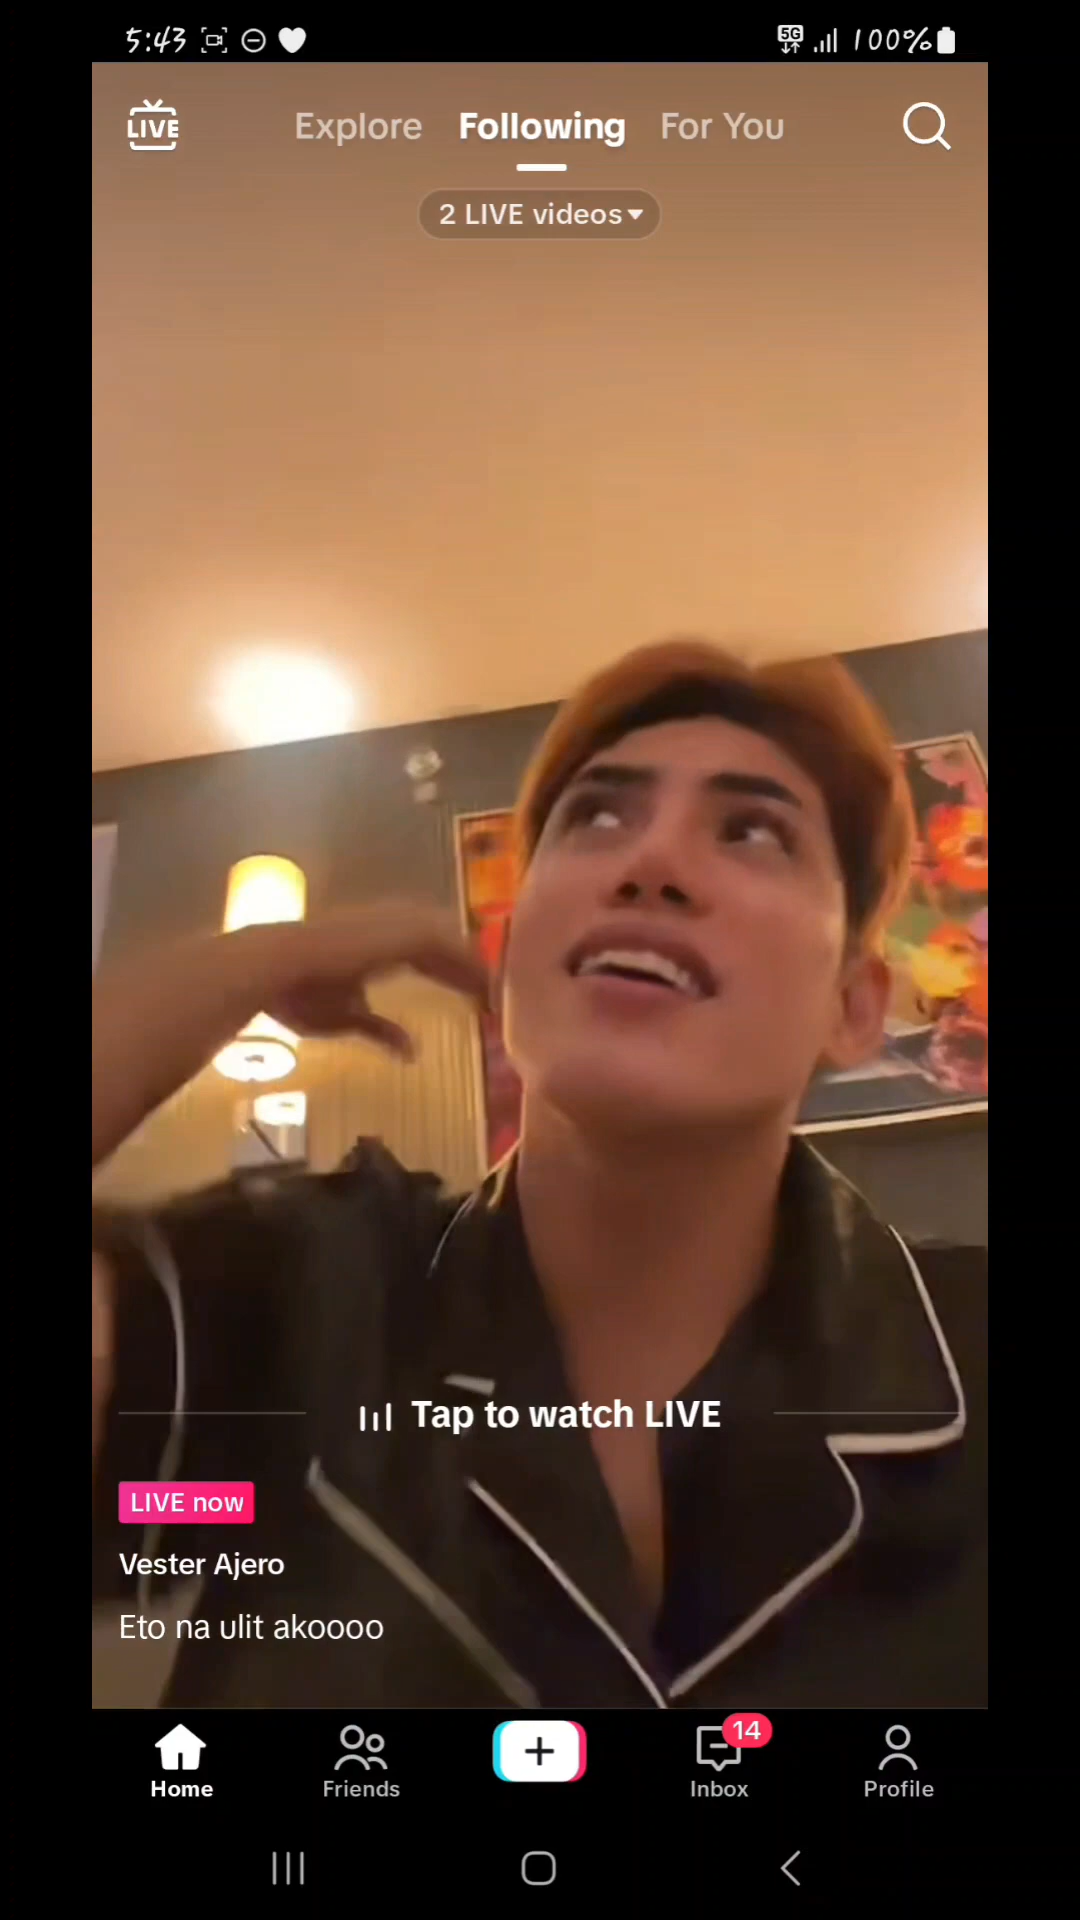 5:43
5G
100%
LIVE
Explore
Following
For You
2 LIVE videos
Tap to watch LIVE
LIVE now
Vester Ajero
Eto na ulit akoooo
Home
Friends
14
Inbox
Profile